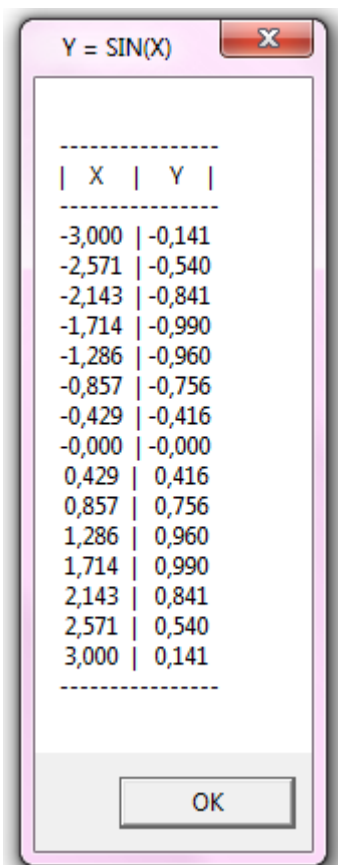 Y = SIN(X)
----------------
| X | Y |
----------------
-3,000 | -0,141
-2,571 | -0,540
-2,143 | -0,841
-1,714 | -0,990
-1,286 | -0,960
-0,857 | -0,756
-0,429 | -0,416
-0,000 | -0,000
0,429 | 0,416
0,857 | 0,756
1,286 | 0,960
1,714 | 0,990
2,143 | 0,841
2,571 | 0,540
3,000 | 0,141
----------------
OK